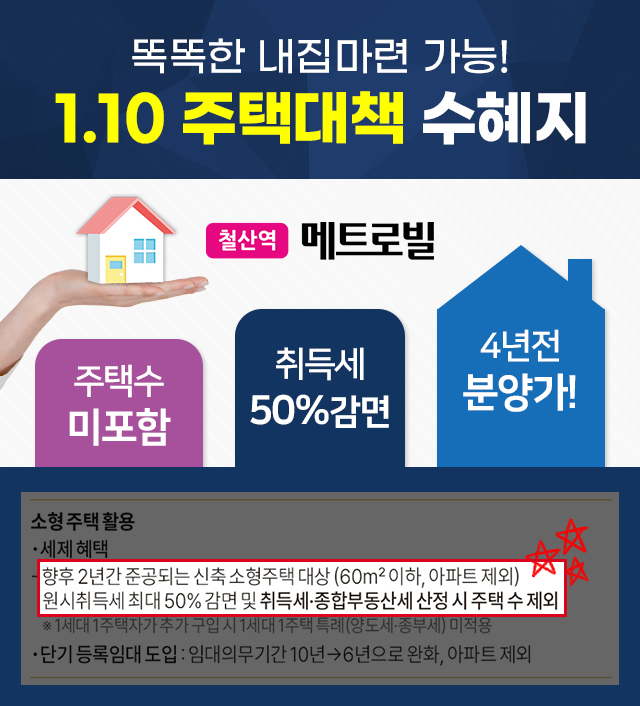 똑똑한 내집마련 가능!
1.10 주택대책 수혜지
철산역 메트로빌
주택수
미포함
취득세
50%감면
4년전
분양가!
소형 주택 활용
·세제 혜택
- 향후 2년간 준공되는 신축 소형주택 대상 (60m² 이하, 아파트 제외)
원시취득세 최대 50% 감면 및 취득세·종합부동산세 산정 시 주택 수 제외
※ 1세대 1주택자가 추가 구입 시 1세대 1주택 특례(양도세·종부세) 미적용
·단기 등록임대 도입 : 임대의무기간 10년→6년으로 완화, 아파트 제외